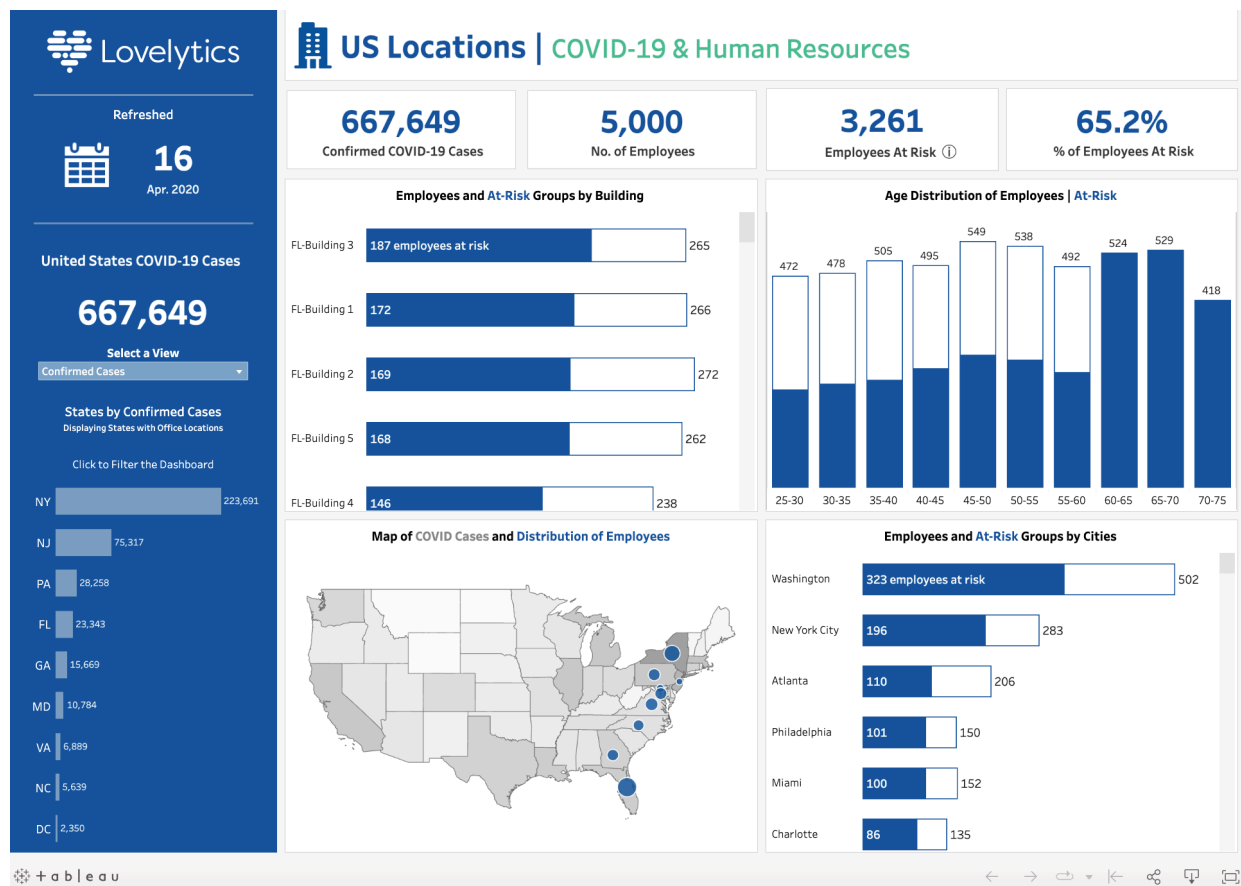 Lovelytics
Refreshed
16
Apr. 2020
United States COVID-19 Cases
667,649
Select a View
Confirmed Cases
States by Confirmed Cases
Displaying States with Office Locations
Click to Filter the Dashboard
NY 223,691
NJ 75,317
PA 28,258
FL 23,343
GA 15,669
MD 10,784
VA 6,889
NC 5,639
DC 2,350
US Locations | COVID-19 & Human Resources
667,649
Confirmed COVID-19 Cases
5,000
No. of Employees
3,261
Employees At Risk ⓘ
65.2%
% of Employees At Risk
Employees and At-Risk Groups by Building
FL-Building 3 187 employees at risk 265
FL-Building 1 172 266
FL-Building 2 169 272
FL-Building 5 168 262
FL-Building 4 146 238
Age Distribution of Employees | At-Risk
472 478 505 495 549 538 492 524 529 418
25-30 30-35 35-40 40-45 45-50 50-55 55-60 60-65 65-70 70-75
Map of COVID Cases and Distribution of Employees
Employees and At-Risk Groups by Cities
Washington 323 employees at risk 502
New York City 196 283
Atlanta 110 206
Philadelphia 101 150
Miami 100 152
Charlotte 86 135
+ableau